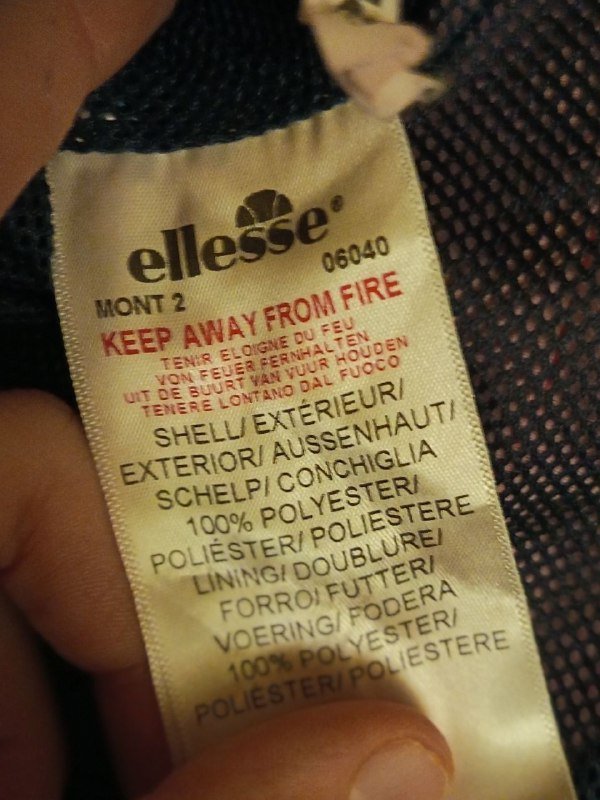 ellesse®
MONT 2 06040
KEEP AWAY FROM FIRE
TENIR ELOIGNE DU FEU
VON FEUER FERNHALTEN
UIT DE BUURT VAN VUUR HOUDEN
TENERE LONTANO DAL FUOCO
SHELL/ EXTÉRIEUR/
EXTERIOR/ AUSSENHAUT/
SCHELP/ CONCHIGLIA
100% POLYESTER/
POLIÉSTER/ POLIESTERE
LINING/ DOUBLURE/
FORRO/ FUTTER/
VOERING/ FODERA
100% POLYESTER/
POLIÉSTER/ POLIESTERE